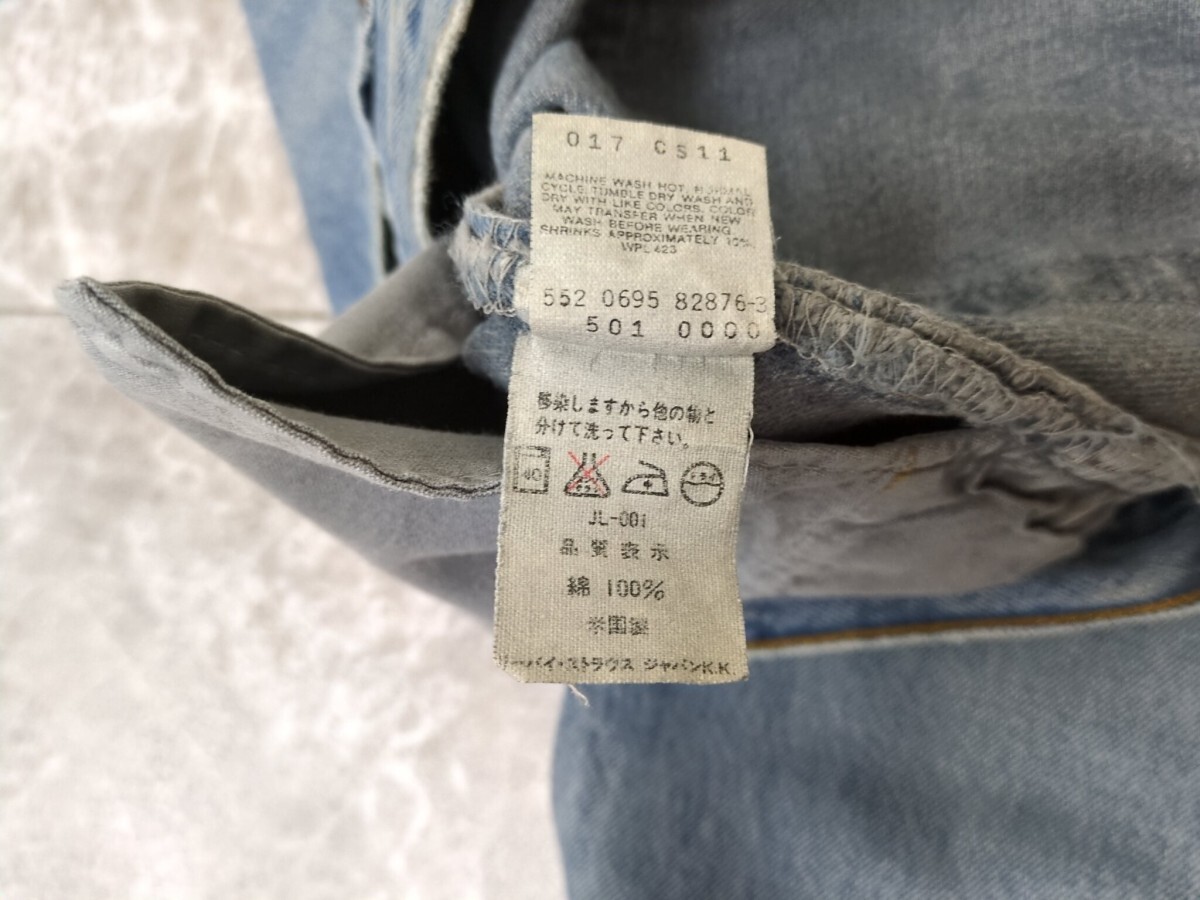 017 CS11
MACHINE WASH HOT, NORMAL
CYCLE, TUMBLE DRY, WASH AND
DRY WITH LIKE COLORS. COLOR
MAY TRANSFER WHEN NEW
WASH BEFORE WEARING
SHRINKS APPROXIMATELY 10%
WPL 423
552 0695 82876-3
501 0000
移染しますから他の物と
分けて洗って下さい。
40
JL-001
品質表示
綿 100%
米国製
ーバイ・ストラウス ジャパンK.K